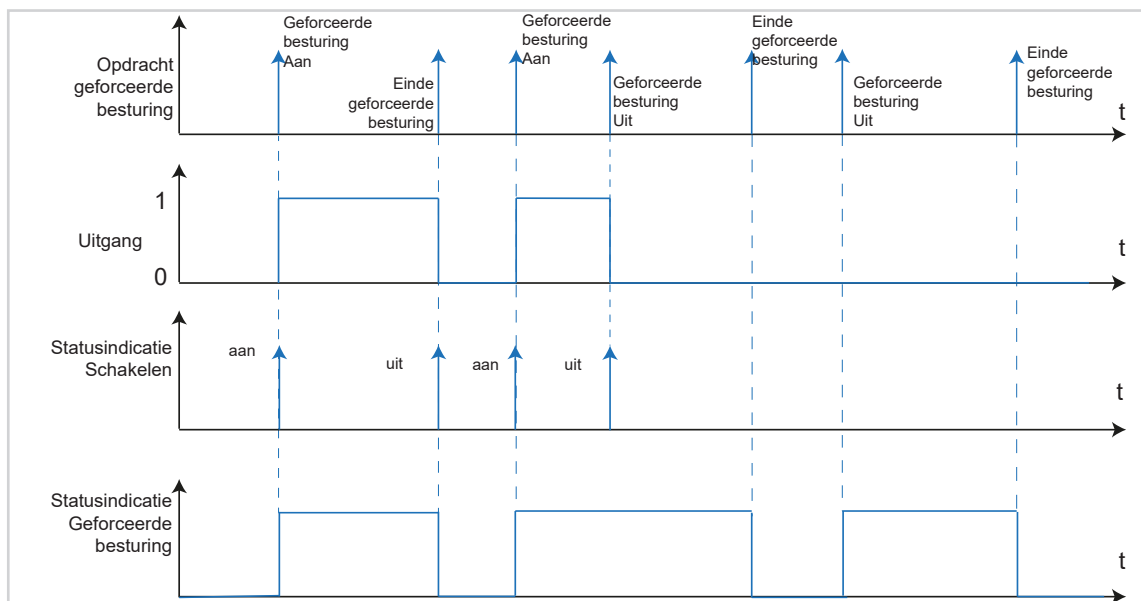 Opdracht
geforceerde
besturing
Geforceerde
besturing
Aan
Einde
geforceerde
besturing
Geforceerde
besturing
Aan
Geforceerde
besturing
Uit
Einde
geforceerde
besturing
Geforceerde
besturing
Uit
Einde
geforceerde
besturing
t
Uitgang
1
0
t
Statusindicatie
Schakelen
aan
uit
aan
uit
t
Statusindicatie
Geforceerde
besturing
t